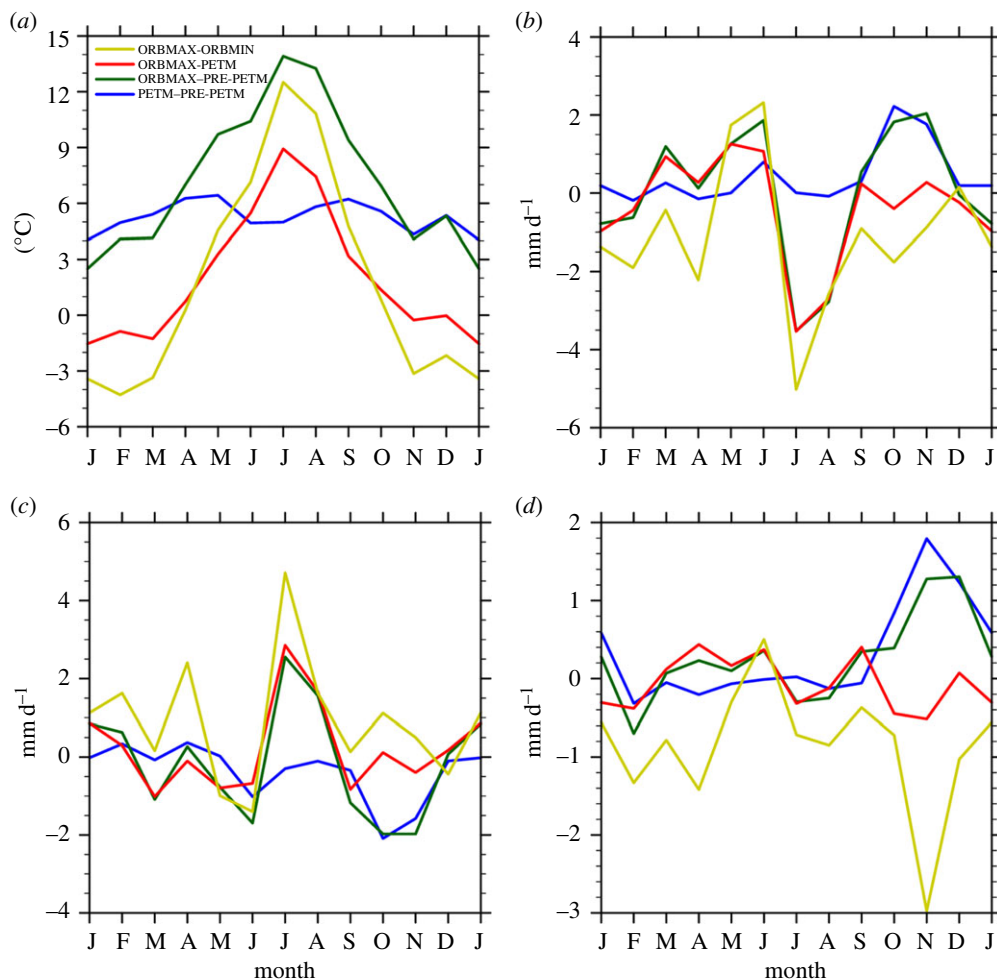 (a)
15
12
9
6
3
0
–3
–6
(°C)
ORBMAX-ORBMIN
ORBMAX-PETM
ORBMAX–PRE-PETM
PETM–PRE-PETM
J F M A M J J A S O N D J
(b)
4
2
0
–2
–4
–6
mm d⁻¹
J F M A M J J A S O N D J
(c)
6
4
2
0
–2
–4
mm d⁻¹
J F M A M J J A S O N D J
month
(d)
2
1
0
–1
–2
–3
mm d⁻¹
J F M A M J J A S O N D J
month